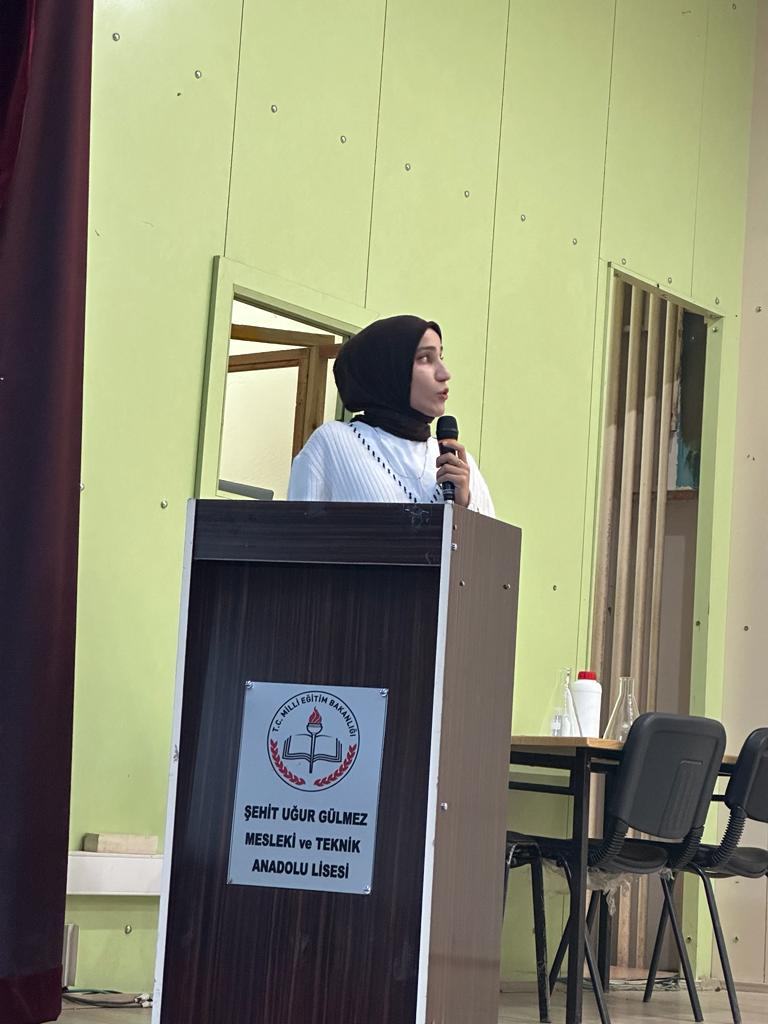 T.C. MİLLİ EĞİTİM BAKANLIĞI
ŞEHİT UĞUR GÜLMEZ
MESLEKİ ve TEKNİK
ANADOLU LİSESİ